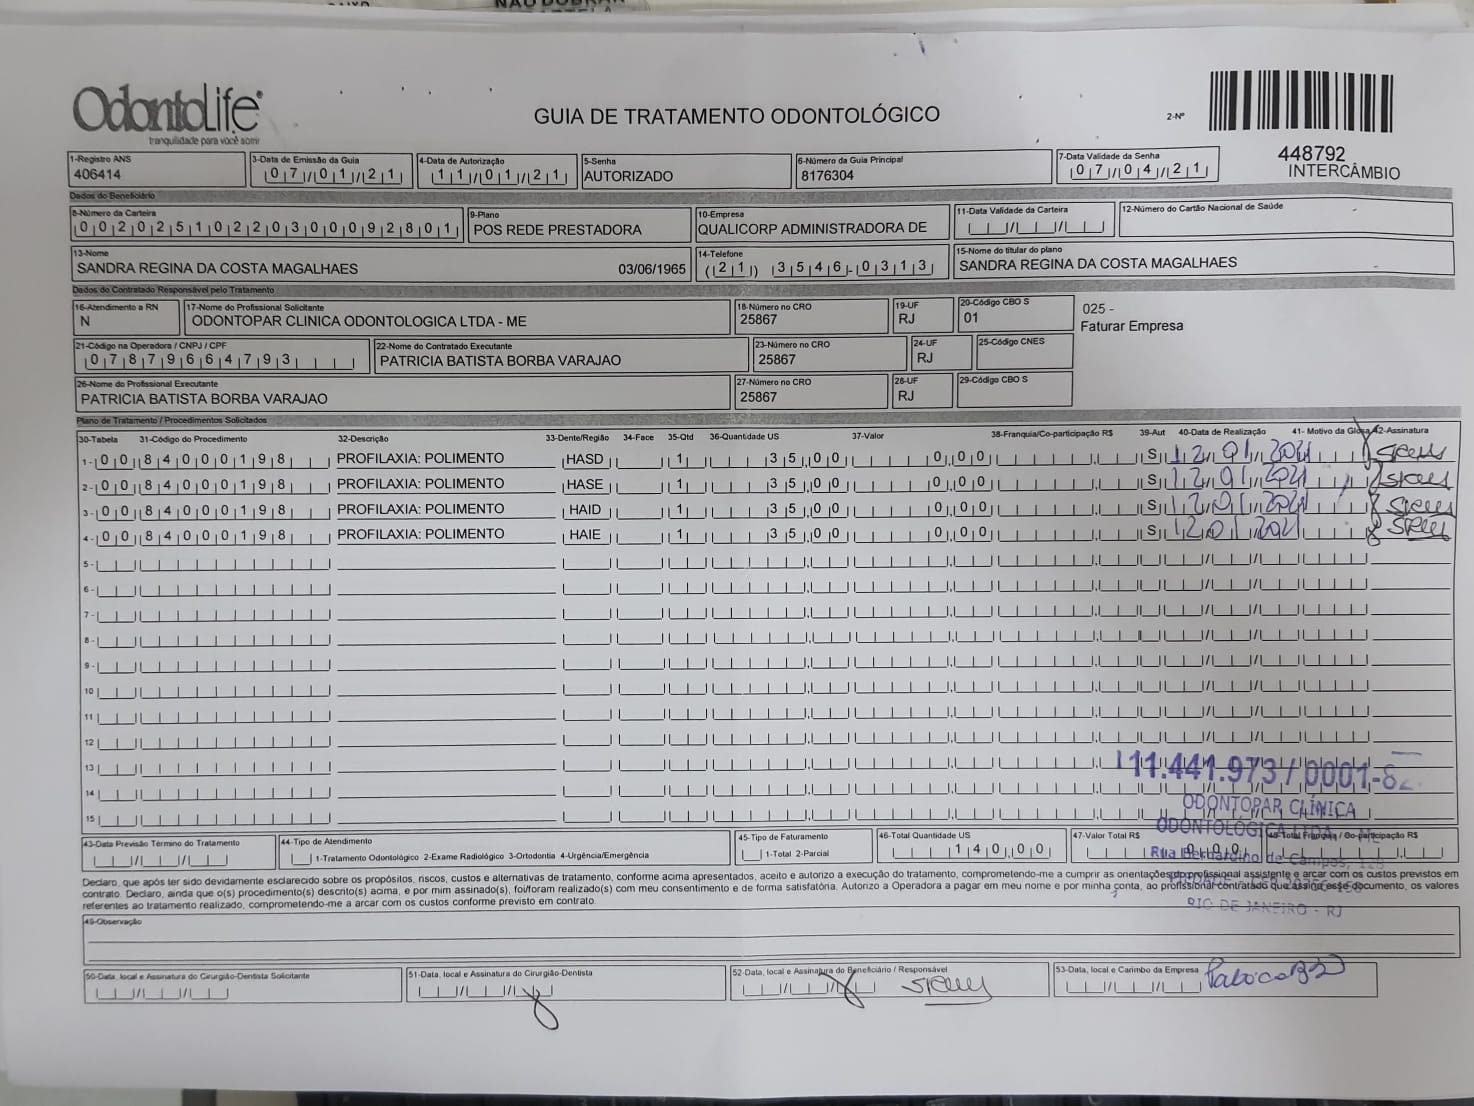 NÃO DOBRAR
OdontoLife®
tranquilidade para você sorrir
GUIA DE TRATAMENTO ODONTOLÓGICO
2-Nº
448792
INTERCÂMBIO
1-Registro ANS
406414
3-Data de Emissão da Guia
07/01/21
4-Data de Autorização
11/01/21
5-Senha
AUTORIZADO
6-Número da Guia Principal
8176304
7-Data Validade da Senha
07/04/21
Dados do Beneficiário
8-Número da Carteira
00202510220300092801
9-Plano
POS REDE PRESTADORA
10-Empresa
QUALICORP ADMINISTRADORA DE
11-Data Validade da Carteira
12-Número do Cartão Nacional de Saúde
13-Nome
SANDRA REGINA DA COSTA MAGALHAES 03/06/1965
14-Telefone
(21) 3546-0313
15-Nome do titular do plano
SANDRA REGINA DA COSTA MAGALHAES
Dados do Contratado Responsável pelo Tratamento
16-Atendimento a RN
N
17-Nome do Profissional Solicitante
ODONTOPAR CLINICA ODONTOLOGICA LTDA - ME
18-Número no CRO
25867
19-UF
RJ
20-Código CBO S
01
025 -
Faturar Empresa
21-Código na Operadora / CNPJ / CPF
07879664793
22-Nome do Contratado Executante
PATRICIA BATISTA BORBA VARAJAO
23-Número no CRO
25867
24-UF
RJ
25-Código CNES
26-Nome do Profissional Executante
PATRICIA BATISTA BORBA VARAJAO
27-Número no CRO
25867
28-UF
RJ
29-Código CBO S
Plano de Tratamento / Procedimentos Solicitados
30-Tabela 31-Código do Procedimento 32-Descrição 33-Dente/Região 34-Face 35-Qtd 36-Quantidade US 37-Valor 38-Franquia/Co-participação R$ 39-Aut 40-Data de Realização 41- Motivo da Glosa 42-Assinatura
1- 00 84000198 PROFILAXIA: POLIMENTO HASD 1 35,00 0,00 S 12 01 2021
2- 00 84000198 PROFILAXIA: POLIMENTO HASE 1 35,00 0,00 S 12 01 2021
3- 00 84000198 PROFILAXIA: POLIMENTO HAID 1 35,00 0,00 S 12 01 2021
4- 00 84000198 PROFILAXIA: POLIMENTO HAIE 1 35,00 0,00 S 12 01 2021
5-
6-
7-
8-
9-
10
11
12
13
14
15
11.441.973/0001-82
ODONTOPAR CLÍNICA
ODONTOLÓGICA LTDA - ME
Rua Bernardino de Campos,
RIO DE JANEIRO - RJ
43-Data Previsão Término do Tratamento
44-Tipo de Atendimento
1-Tratamento Odontológico 2-Exame Radiológico 3-Ortodontia 4-Urgência/Emergência
45-Tipo de Faturamento
1-Total 2-Parcial
46-Total Quantidade US
140,00
47-Valor Total R$
0,00
48-Total Franquia / Co-participação R$
Declaro, que após ter sido devidamente esclarecido sobre os propósitos, riscos, custos e alternativas de tratamento, conforme acima apresentados, aceito e autorizo a execução do tratamento, comprometendo-me a cumprir as orientações do profissional assistente e arcar com os custos previstos em
contrato. Declaro, ainda que o(s) procedimento(s) descrito(s) acima, e por mim assinado(s), foi/foram realizado(s) com meu consentimento e de forma satisfatória. Autorizo a Operadora a pagar em meu nome e por minha conta, ao profissional contratado que assina esse documento, os valores
referentes ao tratamento realizado, comprometendo-me a arcar com os custos conforme previsto em contrato.
49-Observação
50-Data, local e Assinatura do Cirurgião-Dentista Solicitante
51-Data, local e Assinatura do Cirurgião-Dentista
52-Data, local e Assinatura do Beneficiário / Responsável
53-Data, local e Carimbo da Empresa